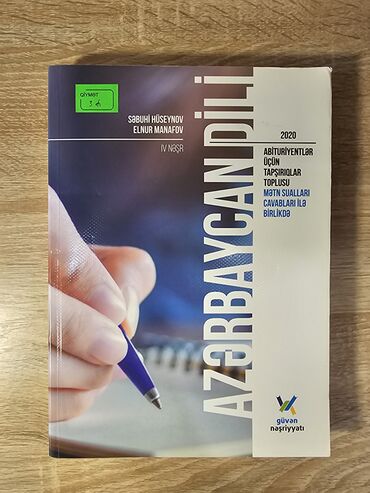 QİYMƏT
SƏBUHİ HÜSEYNOV
ELNUR MANAFOV
IV NƏŞR
AZƏRBAYCAN DİLİ
2020
ABİTURİYENTLƏR
ÜÇÜN
TAPŞIRIQLAR
TOPLUSU
MƏTN SUALLARI
CAVABLARI İLƏ
BİRLİKDƏ
güvən
nəşriyyatı